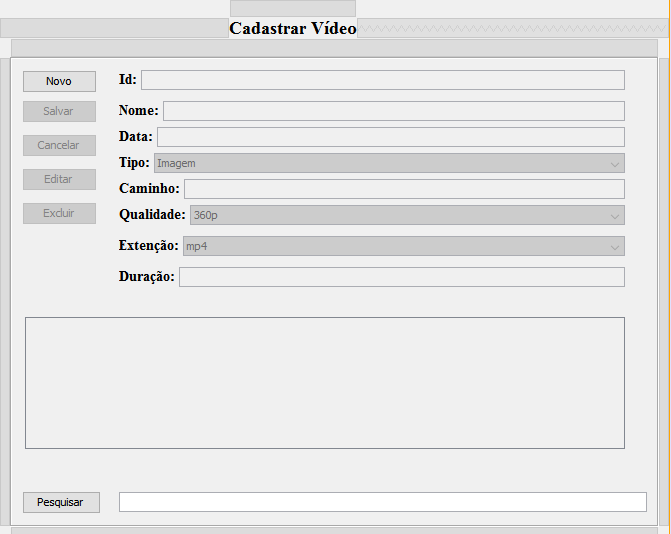 Cadastrar Vídeo
Novo
Id:
Salvar
Nome:
Cancelar
Data:
Tipo: Imagem
Editar
Caminho:
Excluir
Qualidade: 360p
Extenção: mp4
Duração:
Pesquisar